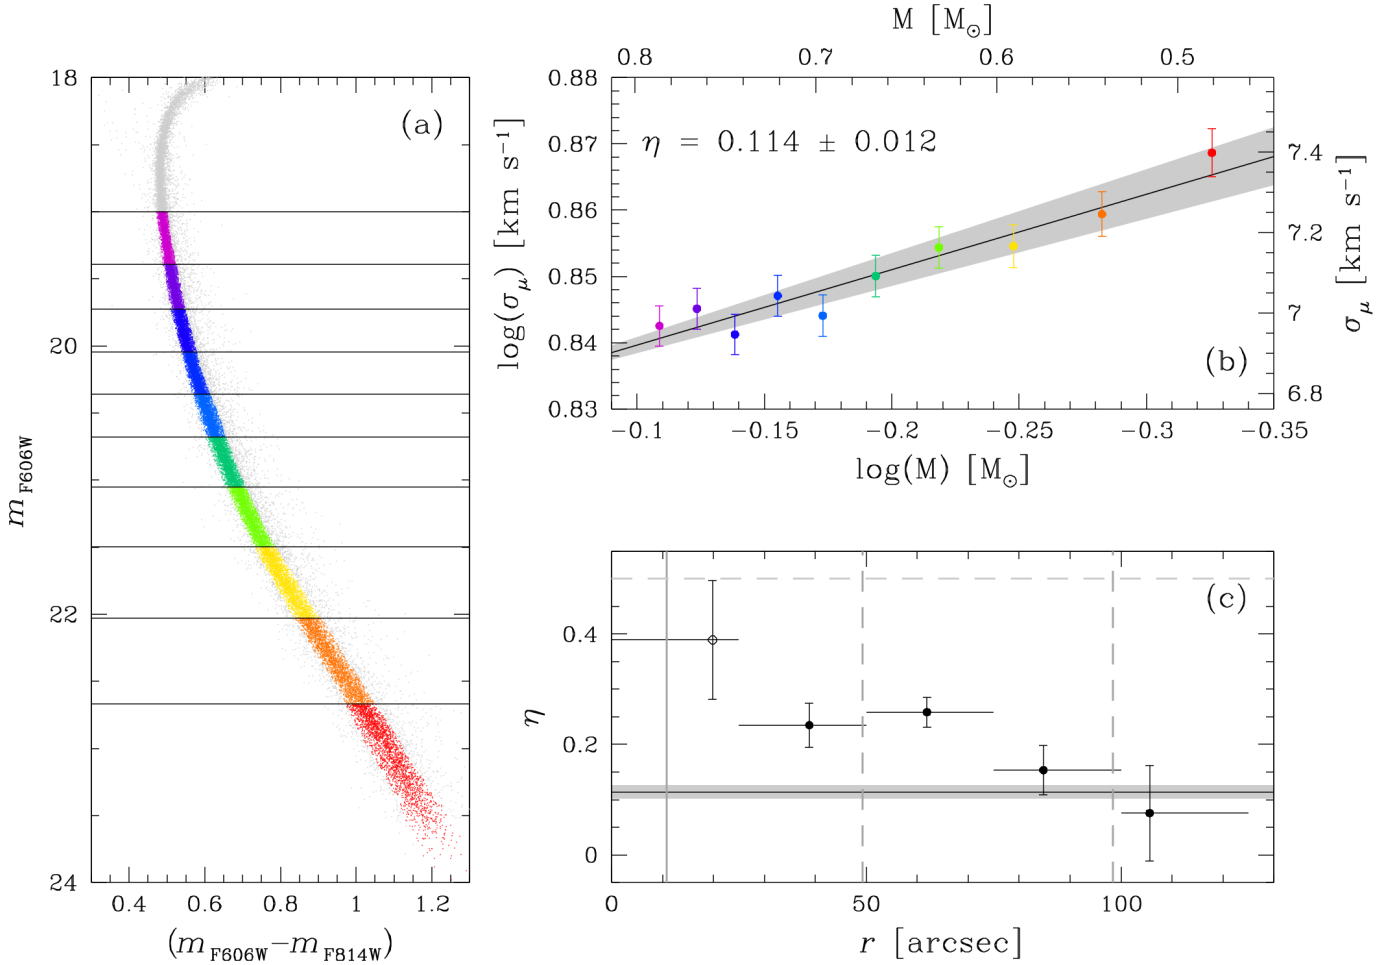 (a)
18
20
22
24
m_F606W
0.4 0.6 0.8 1 1.2
(m_F606W−m_F814W)
M [M_⊙]
0.8 0.7 0.6 0.5
η = 0.114 ± 0.012
0.88
0.87
0.86
0.85
0.84
0.83
log(σ_μ) [km s⁻¹]
7.4
7.2
7
6.8
σ_μ [km s⁻¹]
(b)
−0.1 −0.15 −0.2 −0.25 −0.3 −0.35
log(M) [M_⊙]
(c)
0.4
0.2
0
η
0 50 100
r [arcsec]